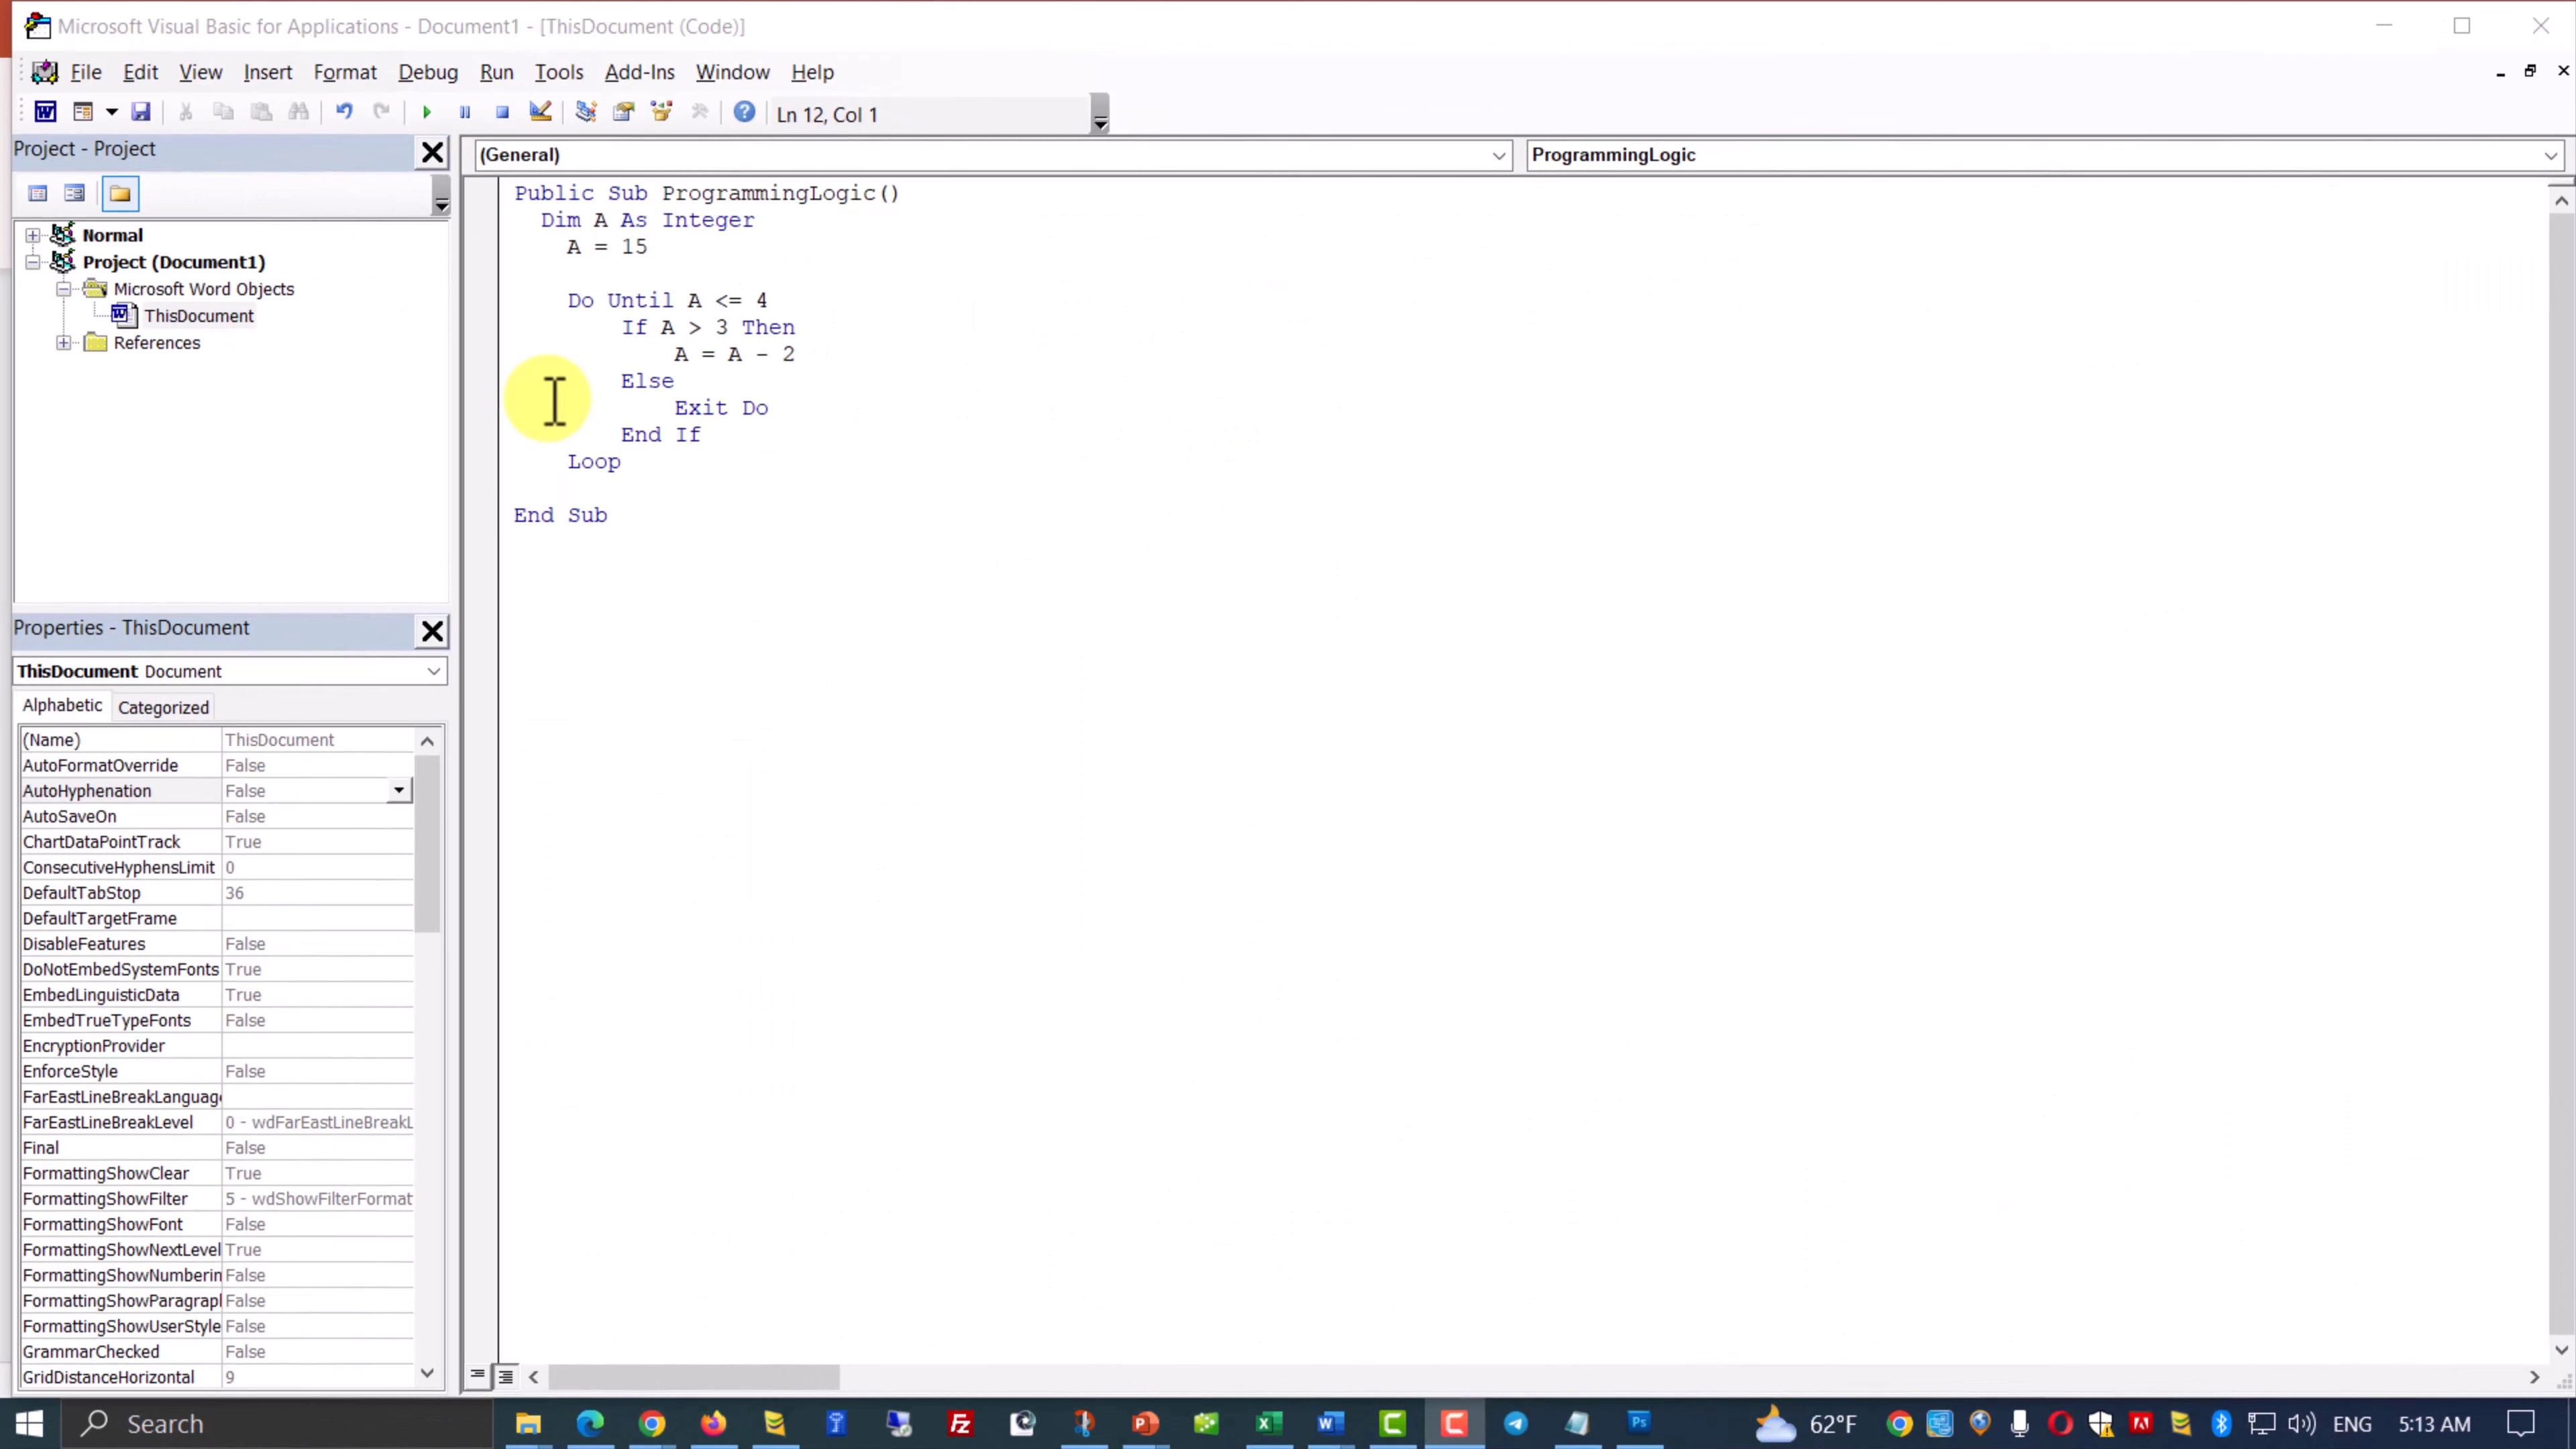 Microsoft Visual Basic for Applications - Document1 - [ThisDocument (Code)]
File Edit View Insert Format Debug Run Tools Add-Ins Window Help
Ln 12, Col 1
Project - Project
Normal
Project (Document1)
Microsoft Word Objects
ThisDocument
References
Properties - ThisDocument
ThisDocument Document
Alphabetic Categorized
(Name) ThisDocument
AutoFormatOverride False
AutoHyphenation False
AutoSaveOn False
ChartDataPointTrack True
ConsecutiveHyphensLimit 0
DefaultTabStop 36
DefaultTargetFrame
DisableFeatures False
DoNotEmbedSystemFonts True
EmbedLinguisticData True
EmbedTrueTypeFonts False
EncryptionProvider
EnforceStyle False
FarEastLineBreakLanguag
FarEastLineBreakLevel 0 - wdFarEastLineBreakL
Final False
FormattingShowClear True
FormattingShowFilter 5 - wdShowFilterFormat
FormattingShowFont False
FormattingShowNextLevel True
FormattingShowNumberin False
FormattingShowParagrap False
FormattingShowUserStyle False
GrammarChecked False
GridDistanceHorizontal 9
(General) ProgrammingLogic
Public Sub ProgrammingLogic()
Dim A As Integer
A = 15
Do Until A <= 4
If A > 3 Then
A = A - 2
Else
Exit Do
End If
Loop
End Sub
Search
62°F
ENG
5:13 AM